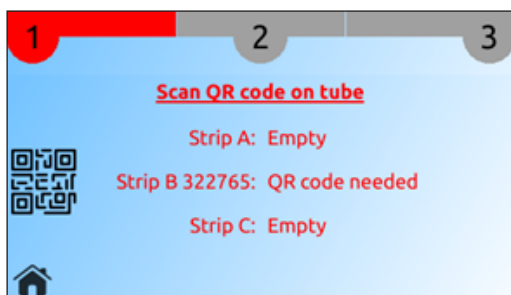 1 2 3
Scan QR code on tube
Strip A: Empty
Strip B 322765: QR code needed
Strip C: Empty